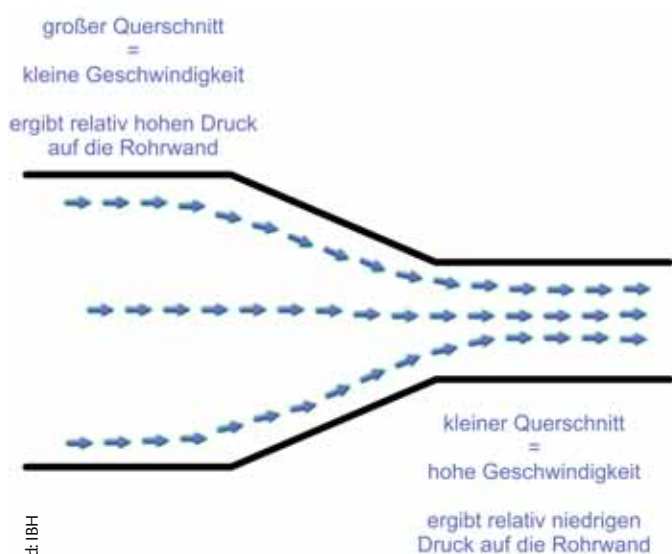 großer Querschnitt
=
kleine Geschwindigkeit
ergibt relativ hohen Druck
auf die Rohrwand
kleiner Querschnitt
=
hohe Geschwindigkeit
ergibt relativ niedrigen
Druck auf die Rohrwand
IBH